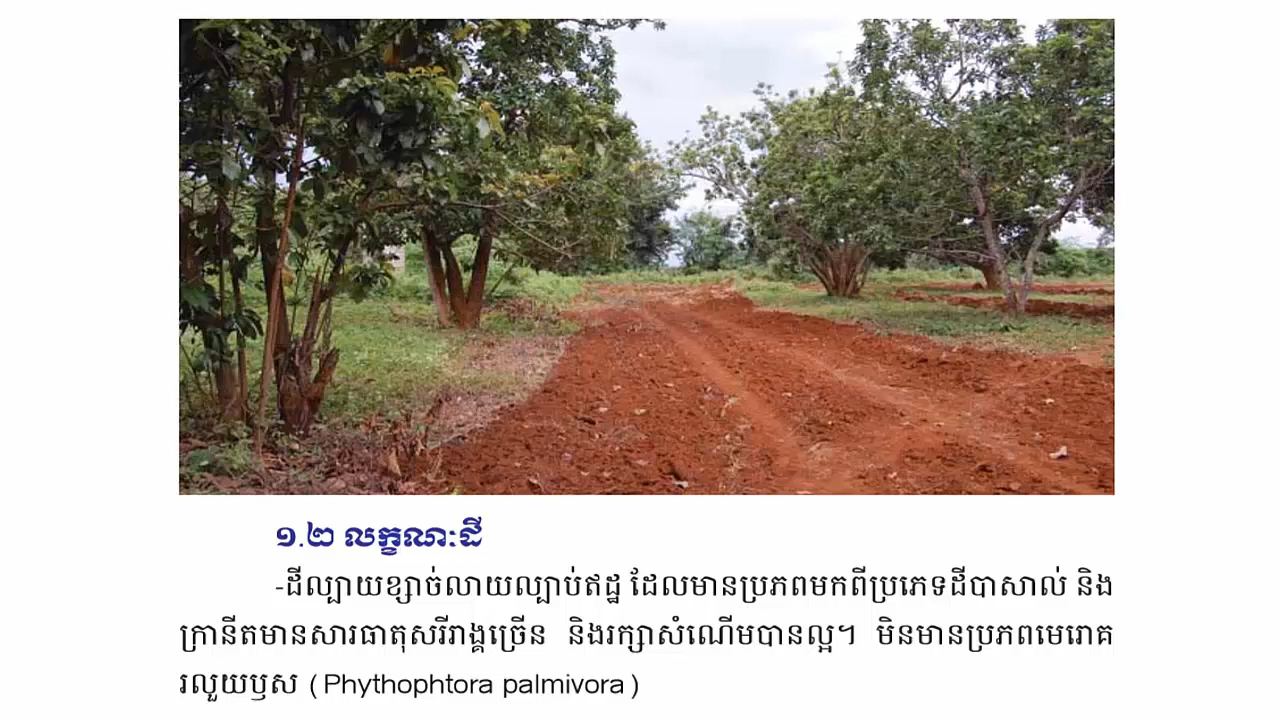 ១.២ លក្ខណៈដី
-ដីល្បាយខ្សាច់លាយល្បាប់ឥដ្ឋ ដែលមានប្រភពមកពីប្រភេទដីបាសាល់ និង
ក្រានីតមានសារធាតុសរីរាង្គច្រើន និងរក្សាសំណើមបានល្អ។ មិនមានប្រភពមេរោគ
រលួយឫស (Phythophtora palmivora)